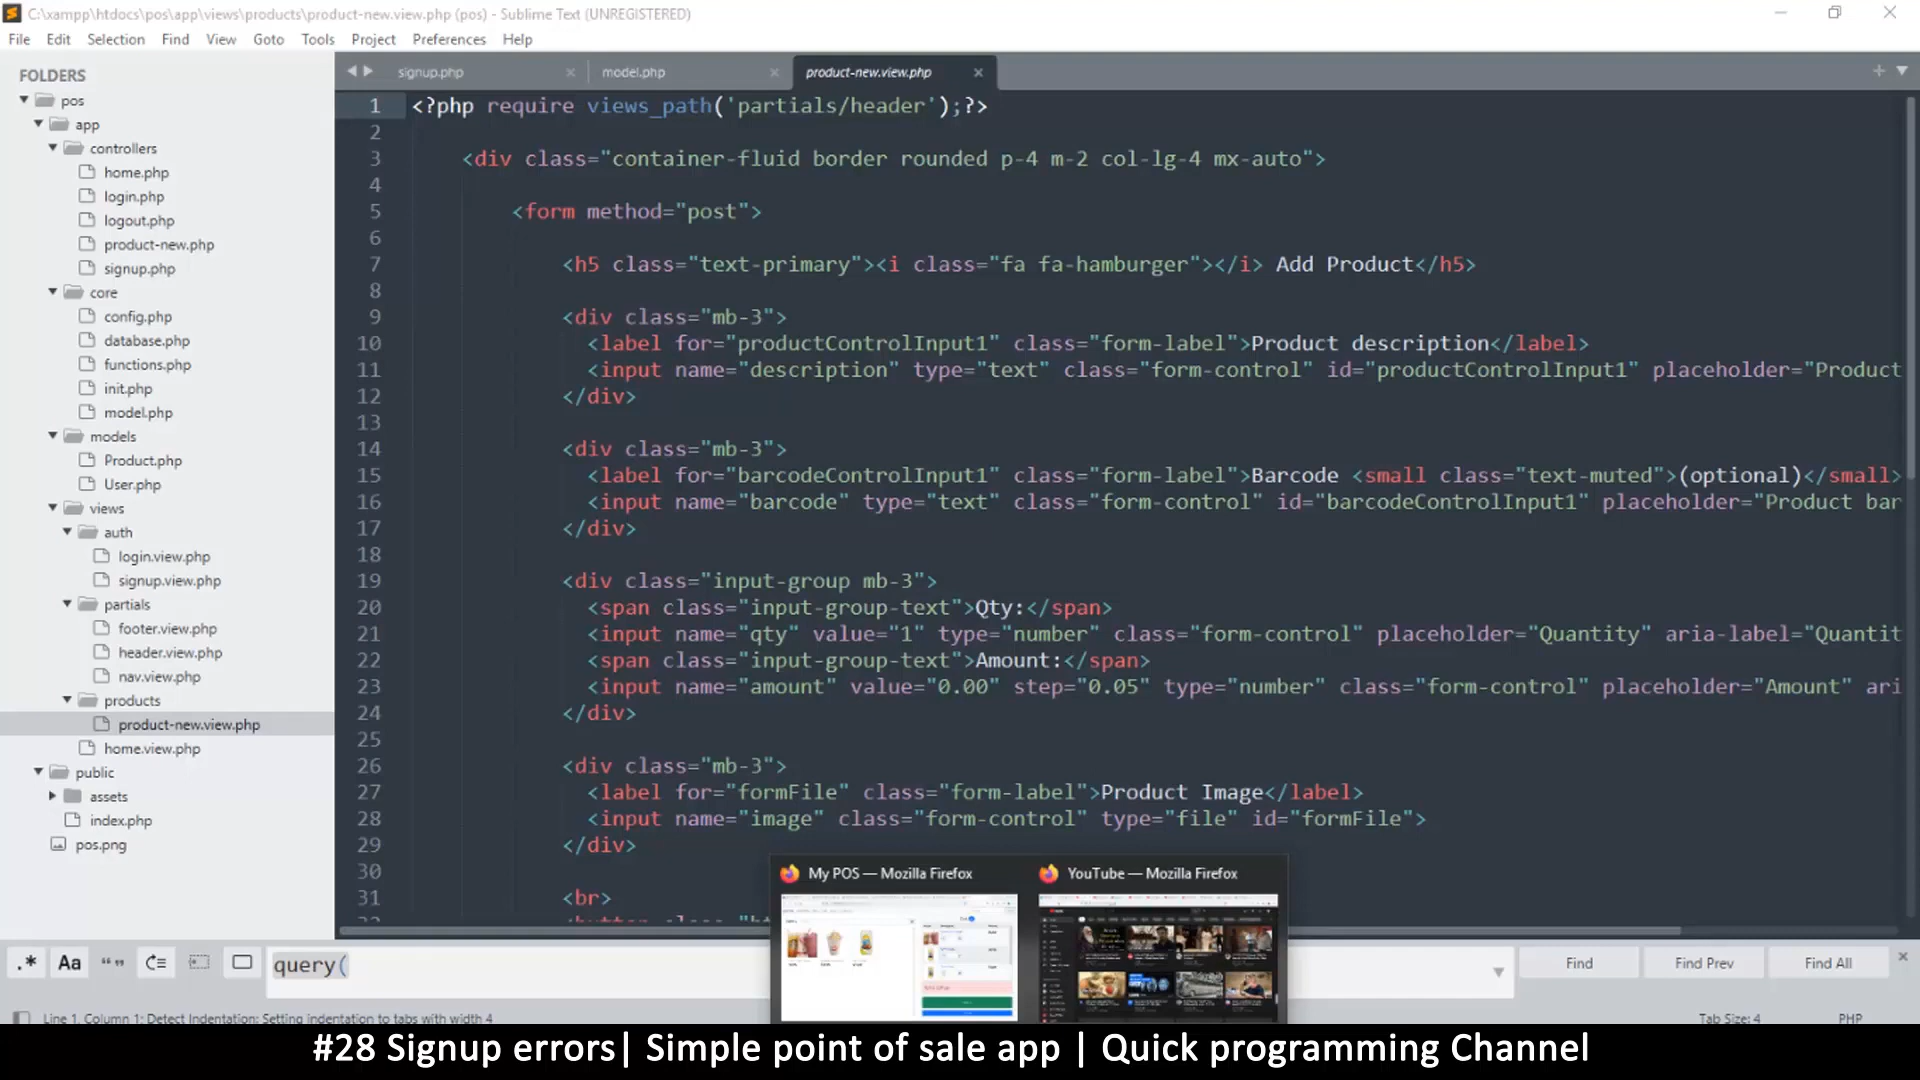 C:\xampp\htdocs\pos\app\views\products\product-new.view.php (pos) - Sublime Text (UNREGISTERED)
File Edit Selection Find View Goto Tools Project Preferences Help
FOLDERS
pos
app
controllers
home.php
login.php
logout.php
product-new.php
signup.php
core
config.php
database.php
functions.php
init.php
model.php
models
Product.php
User.php
views
auth
login.view.php
signup.view.php
partials
footer.view.php
header.view.php
nav.view.php
products
product-new.view.php
home.view.php
public
assets
index.php
pos.png
signup.php model.php product-new.view.php
1 <?php require views_path('partials/header');?>
2
3 <div class="container-fluid border rounded p-4 m-2 col-lg-4 mx-auto">
4
5 <form method="post">
6
7 <h5 class="text-primary"><i class="fa fa-hamburger"></i> Add Product</h5>
8
9 <div class="mb-3">
10 <label for="productControlInput1" class="form-label">Product description</label>
11 <input name="description" type="text" class="form-control" id="productControlInput1" placeholder="Product
12 </div>
13
14 <div class="mb-3">
15 <label for="barcodeControlInput1" class="form-label">Barcode <small class="text-muted">(optional)</small>
16 <input name="barcode" type="text" class="form-control" id="barcodeControlInput1" placeholder="Product bar
17 </div>
18
19 <div class="input-group mb-3">
20 <span class="input-group-text">Qty:</span>
21 <input name="qty" value="1" type="number" class="form-control" placeholder="Quantity" aria-label="Quantit
22 <span class="input-group-text">Amount:</span>
23 <input name="amount" value="0.00" step="0.05" type="number" class="form-control" placeholder="Amount" ari
24 </div>
25
26 <div class="mb-3">
27 <label for="formFile" class="form-label">Product Image</label>
28 <input name="image" class="form-control" type="file" id="formFile">
29 </div>
30
31 <br>
My POS — Mozilla Firefox YouTube — Mozilla Firefox
.* Aa “” query( Find Find Prev Find All
Line 1, Column 1; Detect Indentation: Setting indentation to tabs with width 4 Tab Size: 4 PHP
#28 Signup errors| Simple point of sale app | Quick programming Channel